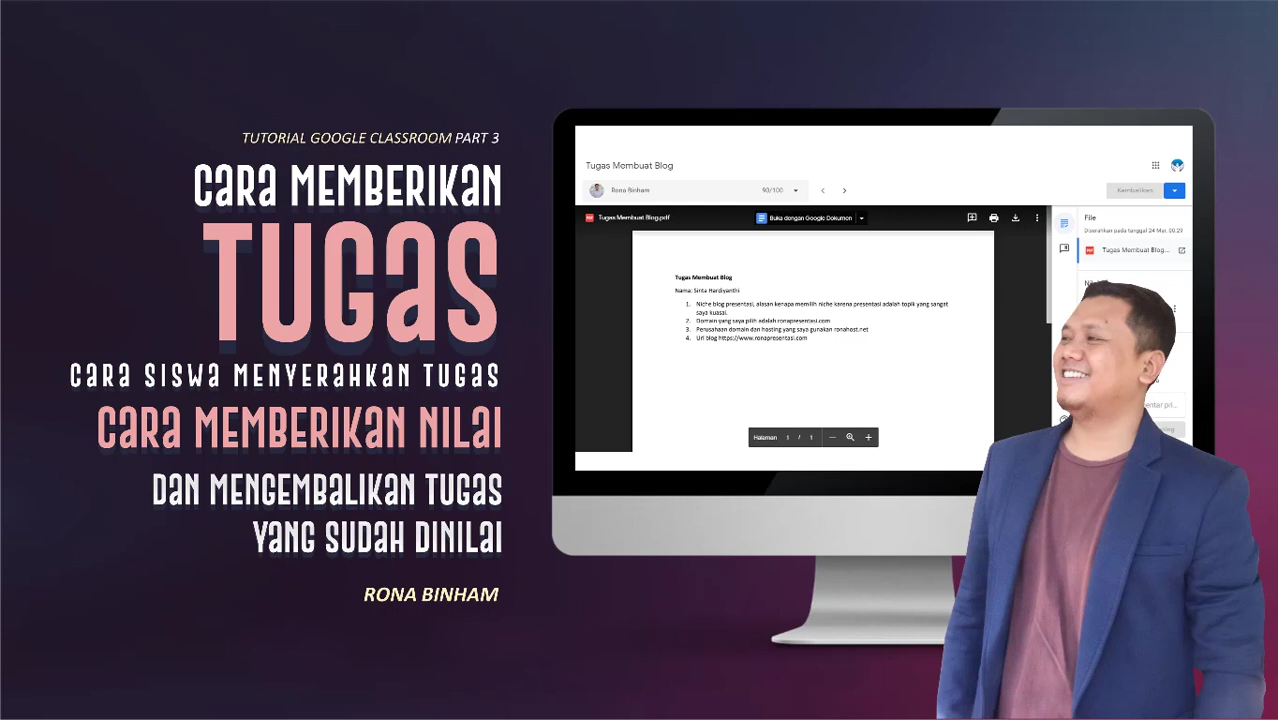 TUTORIAL GOOGLE CLASSROOM PART 3
CARA MEMBERIKAN
TUGAS
CARA SISWA MENYERAHKAN TUGAS
CARA MEMBERIKAN NILAI
DAN MENGEMBALIKAN TUGAS
YANG SUDAH DINILAI
RONA BINHAM
Tugas Membuat Blog
Rona Binham 90/100
Kembalikan
Tugas Membuat Blog.pdf
Buka dengan Google Dokumen
File
Diserahkan pada tanggal 24 Mar, 00.29
Tugas Membuat Blog...
Tugas Membuat Blog
Nama: Sinta Hardiyanthi
1. Niche blog presentasi, alasan kenapa memilih niche karena presentasi adalah topik yang sangat
saya kuasai.
2. Domain yang saya pilih adalah ronapresentasi.com
3. Perusahaan domain dan hosting yang saya gunakan ronahost.net
4. Url blog https://www.ronapresentasi.com
Halaman 1 / 1